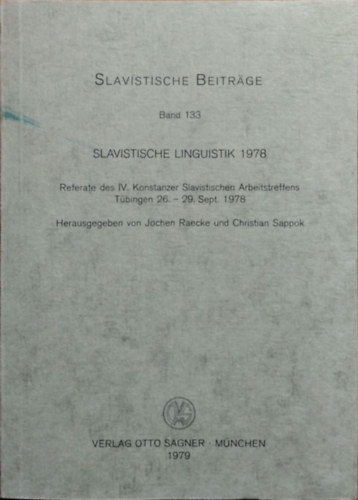 SLAVISTISCHE BEITRÄGE
Band 133
SLAVISTISCHE LINGUISTIK 1978
Referate des IV. Konstanzer Slavistischen Arbeitstreffens
Tübingen 26. – 29. Sept. 1978
Herausgegeben von Jochen Raecke und Christian Sappok
VERLAG OTTO SAGNER · MÜNCHEN
1979